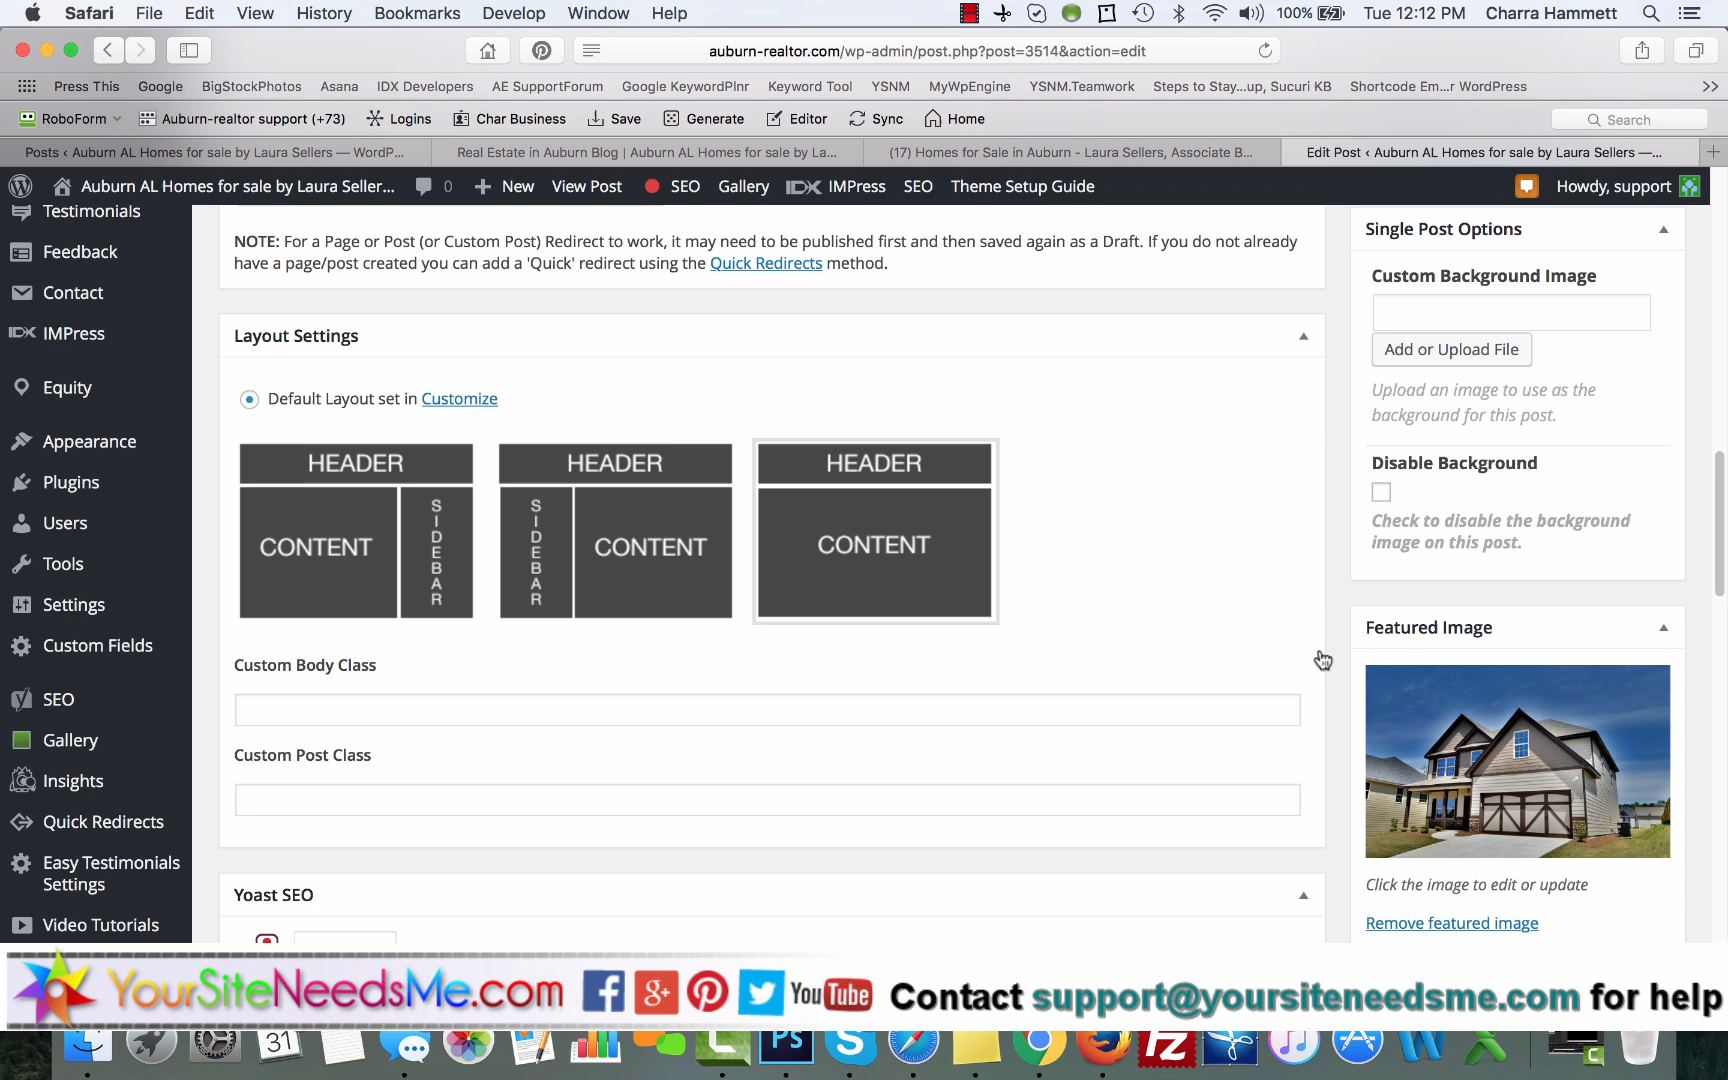 Safari File Edit View History Bookmarks Develop Window Help 100% Tue 12:12 PM Charra Hammett
auburn-realtor.com/wp-admin/post.php?post=3514&action=edit
Press This Google BigStockPhotos Asana IDX Developers AE SupportForum Google KeywordPlnr Keyword Tool YSNM MyWpEngine YSNM.Teamwork Steps to Stay...up, Sucuri KB Shortcode Em...r WordPress
RoboForm Auburn-realtor support (+73) Logins Char Business Save Generate Editor Sync Home Search
Posts ‹ Auburn AL Homes for sale by Laura Sellers — WordP... Real Estate in Auburn Blog | Auburn AL Homes for sale by La... (17) Homes for Sale in Auburn - Laura Sellers, Associate B... Edit Post ‹ Auburn AL Homes for sale by Laura Sellers —...
Auburn AL Homes for sale by Laura Seller... 0 New View Post SEO Gallery IDX IMPress SEO Theme Setup Guide Howdy, support
Testimonials
Feedback
Contact
IDX IMPress
Equity
Appearance
Plugins
Users
Tools
Settings
Custom Fields
SEO
Gallery
Insights
Quick Redirects
Easy Testimonials
Settings
Video Tutorials
NOTE: For a Page or Post (or Custom Post) Redirect to work, it may need to be published first and then saved again as a Draft. If you do not already
have a page/post created you can add a 'Quick' redirect using the Quick Redirects method.
Layout Settings
Default Layout set in Customize
HEADER
CONTENT
SIDEBAR
HEADER
SIDEBAR
CONTENT
HEADER
CONTENT
Custom Body Class
Custom Post Class
Yoast SEO
Single Post Options
Custom Background Image
Add or Upload File
Upload an image to use as the
background for this post.
Disable Background
Check to disable the background
image on this post.
Featured Image
Click the image to edit or update
Remove featured image
YourSiteNeedsMe.com f g+ YouTube Contact support@yoursiteneedsme.com for help
31 Ps S FZ W X C